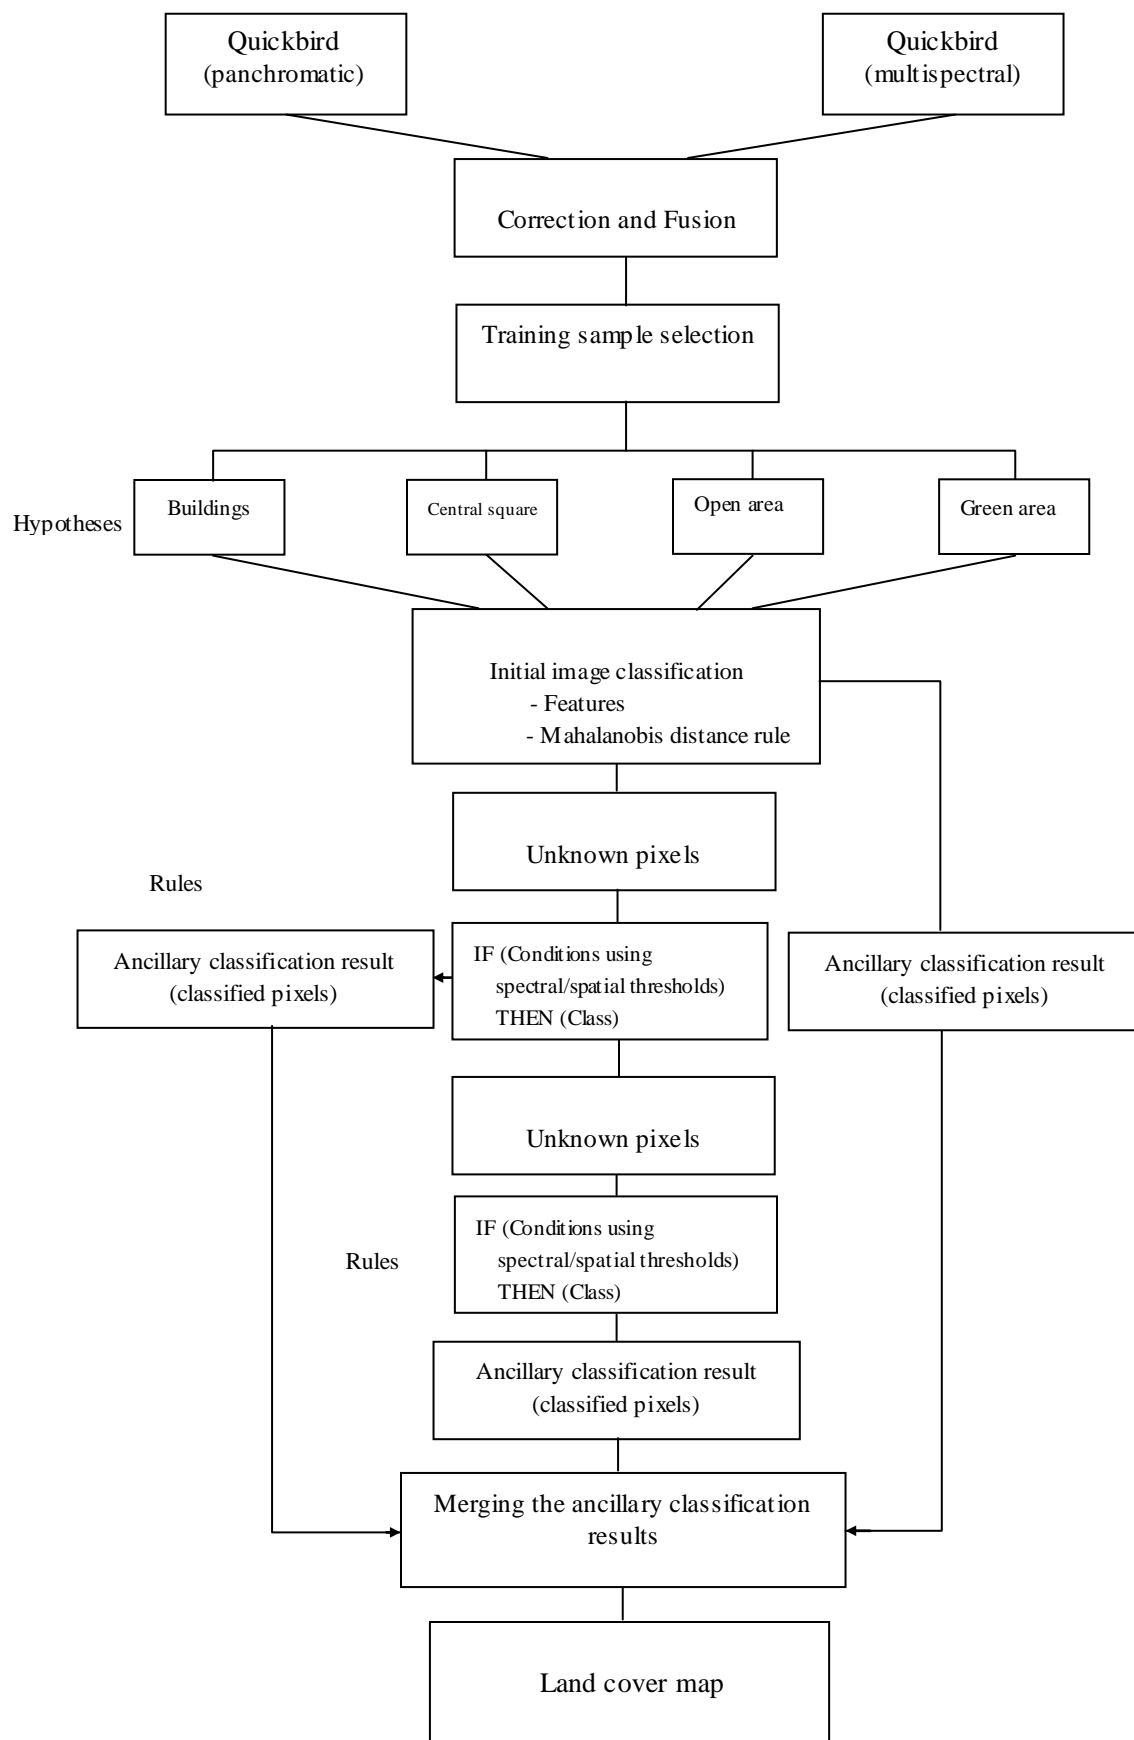 Quickbird
(panchromatic)
Quickbird
(multispectral)
Correction and Fusion
Training sample selection
Hypotheses
Buildings
Central square
Open area
Green area
Initial image classification
- Features
- Mahalanobis distance rule
Unknown pixels
Rules
Ancillary classification result
(classified pixels)
IF (Conditions using
spectral/spatial thresholds)
THEN (Class)
Ancillary classification result
(classified pixels)
Unknown pixels
Rules
IF (Conditions using
spectral/spatial thresholds)
THEN (Class)
Ancillary classification result
(classified pixels)
Merging the ancillary classification
results
Land cover map